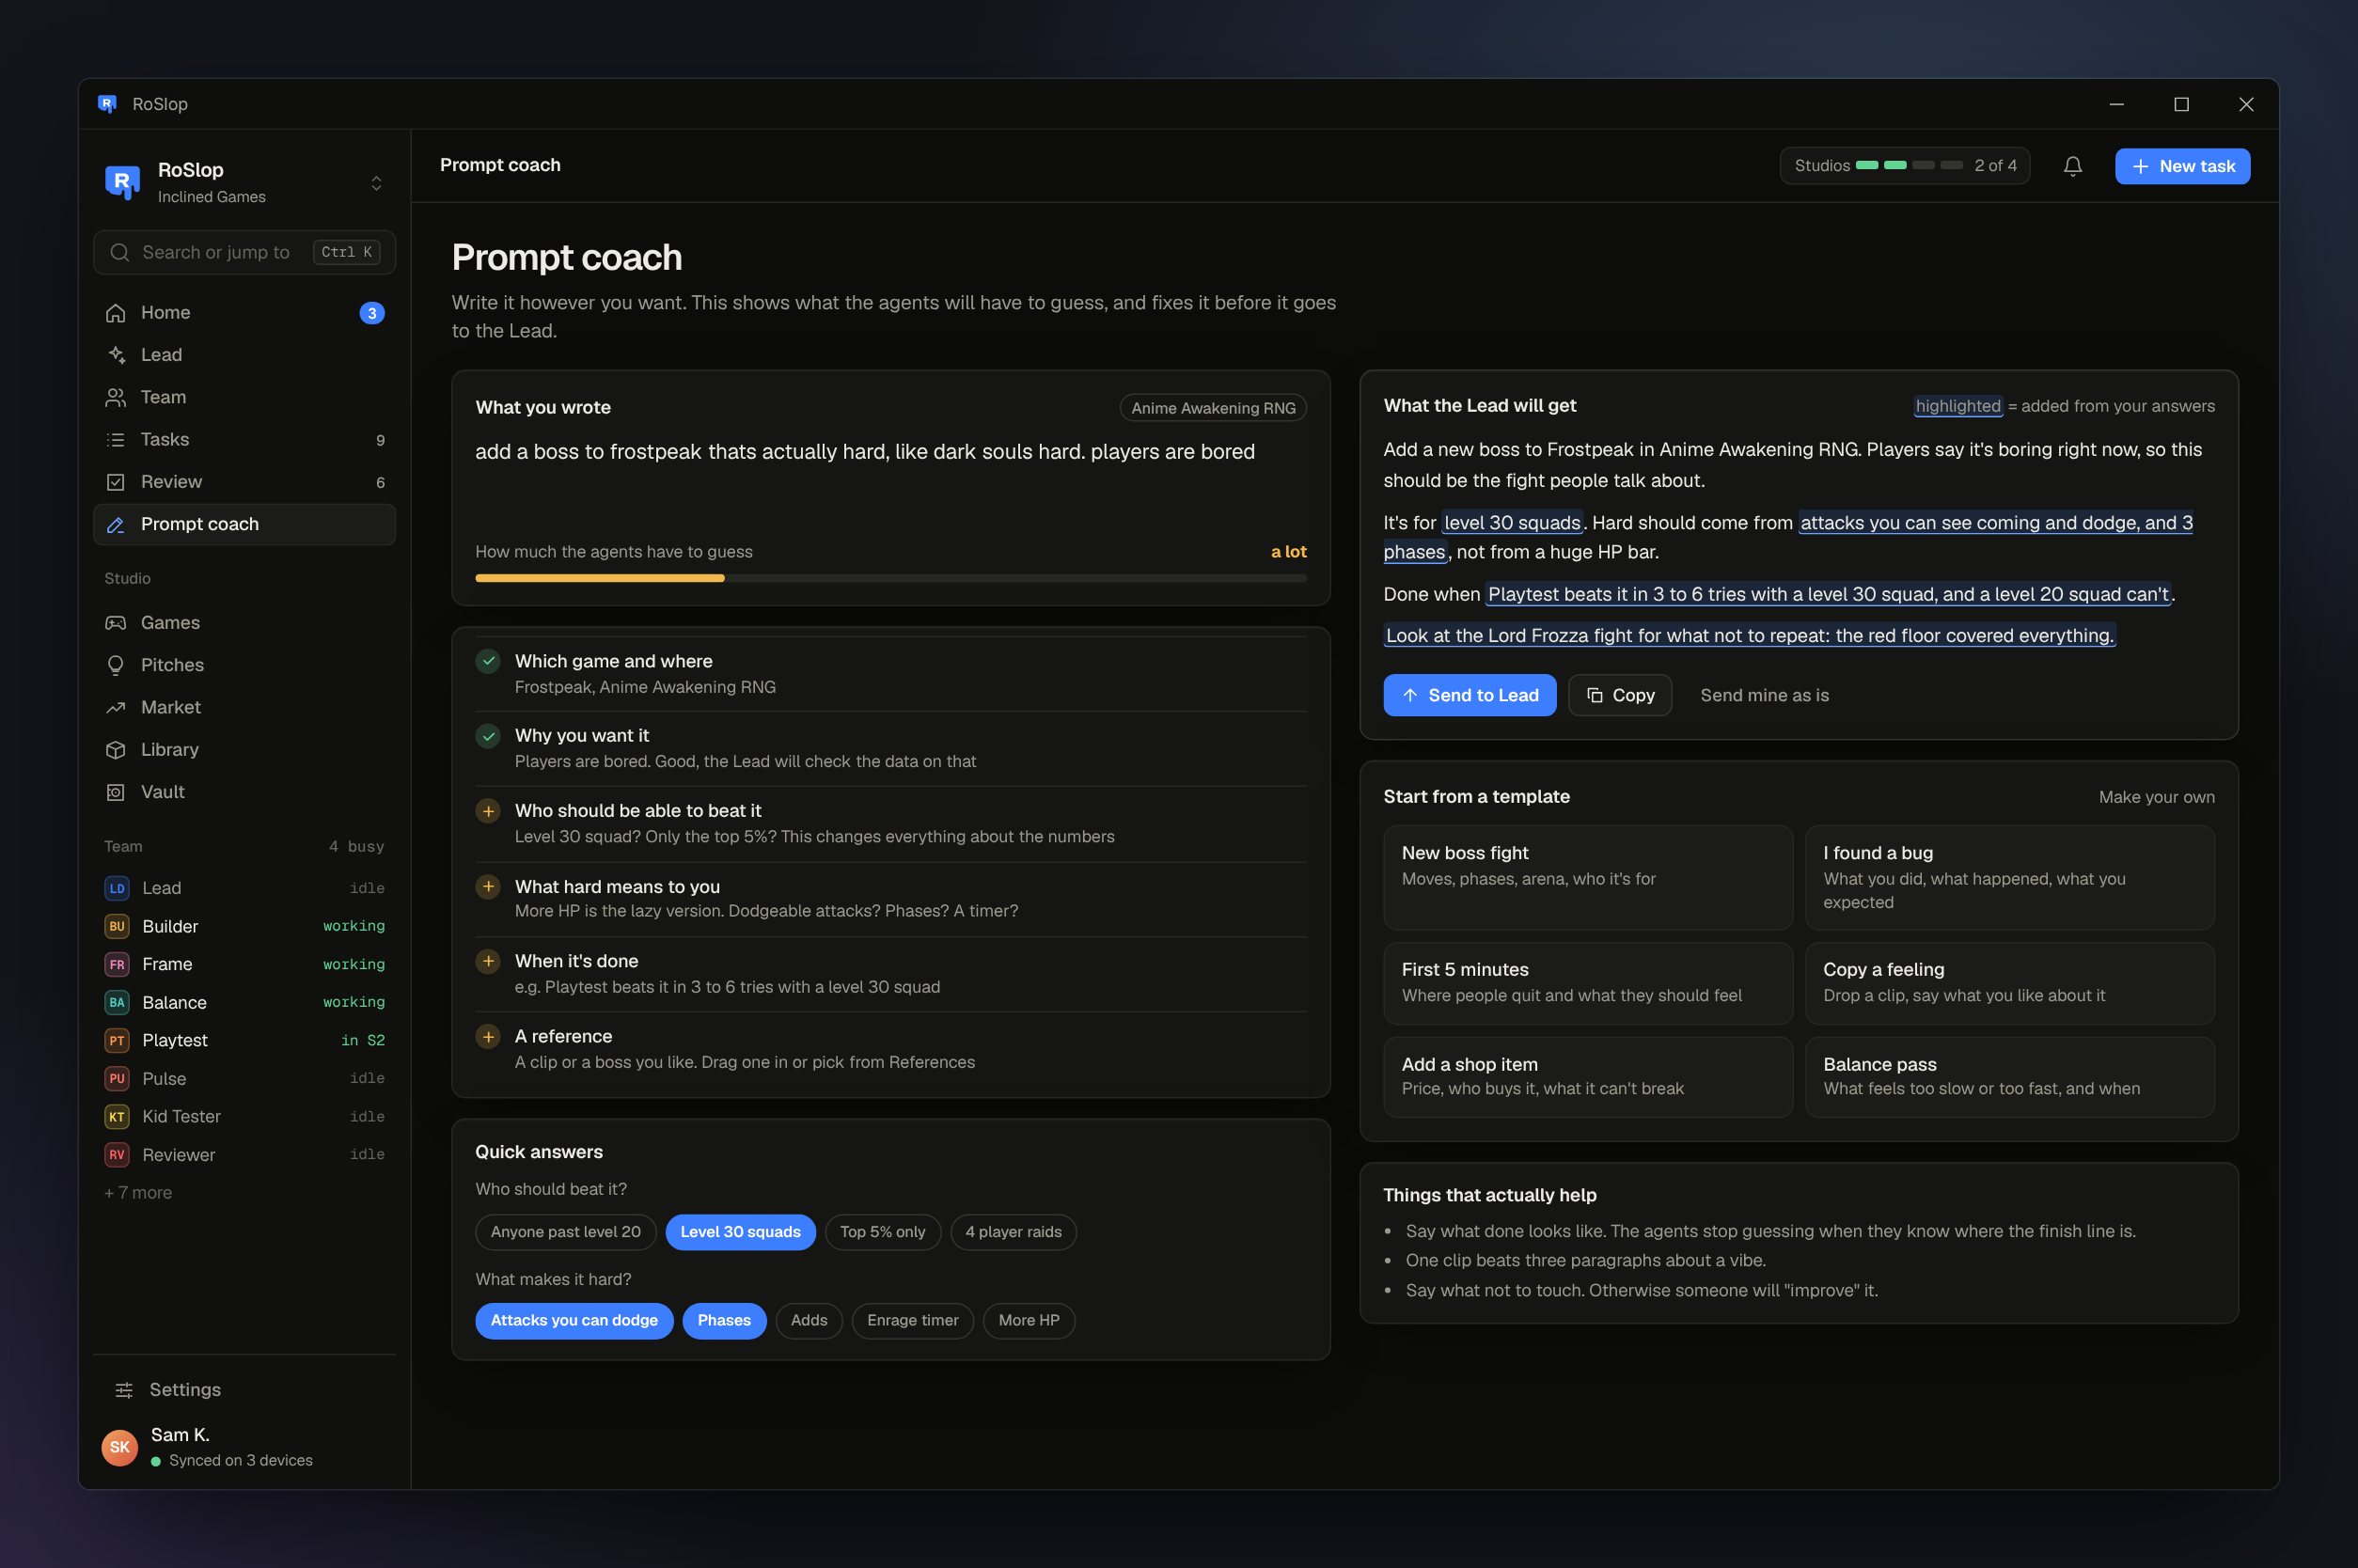 RoSlop
RoSlop
Inclined Games
Search or jump to
Ctrl K
Home
3
Lead
Team
Tasks
9
Review
6
Prompt coach
Studio
Games
Pitches
Market
Library
Vault
Team
4 busy
LD
Lead
idle
BU
Builder
working
FR
Frame
working
BA
Balance
working
PT
Playtest
in S2
PU
Pulse
idle
KT
Kid Tester
idle
RV
Reviewer
idle
+ 7 more
Settings
SK
Sam K.
Synced on 3 devices
Prompt coach
Studios
2 of 4
New task
Prompt coach
Write it however you want. This shows what the agents will have to guess, and fixes it before it goes
to the Lead.
What you wrote
Anime Awakening RNG
add a boss to frostpeak thats actually hard, like dark souls hard. players are bored
How much the agents have to guess
a lot
Which game and where
Frostpeak, Anime Awakening RNG
Why you want it
Players are bored. Good, the Lead will check the data on that
Who should be able to beat it
Level 30 squad? Only the top 5%? This changes everything about the numbers
What hard means to you
More HP is the lazy version. Dodgeable attacks? Phases? A timer?
When it's done
e.g. Playtest beats it in 3 to 6 tries with a level 30 squad
A reference
A clip or a boss you like. Drag one in or pick from References
Quick answers
Who should beat it?
Anyone past level 20
Level 30 squads
Top 5% only
4 player raids
What makes it hard?
Attacks you can dodge
Phases
Adds
Enrage timer
More HP
What the Lead will get
highlighted = added from your answers
Add a new boss to Frostpeak in Anime Awakening RNG. Players say it's boring right now, so this
should be the fight people talk about.
It's for level 30 squads. Hard should come from attacks you can see coming and dodge, and 3
phases, not from a huge HP bar.
Done when Playtest beats it in 3 to 6 tries with a level 30 squad, and a level 20 squad can't.
Look at the Lord Frozza fight for what not to repeat: the red floor covered everything.
Send to Lead
Copy
Send mine as is
Start from a template
Make your own
New boss fight
Moves, phases, arena, who it's for
I found a bug
What you did, what happened, what you
expected
First 5 minutes
Where people quit and what they should feel
Copy a feeling
Drop a clip, say what you like about it
Add a shop item
Price, who buys it, what it can't break
Balance pass
What feels too slow or too fast, and when
Things that actually help
• Say what done looks like. The agents stop guessing when they know where the finish line is.
• One clip beats three paragraphs about a vibe.
• Say what not to touch. Otherwise someone will "improve" it.